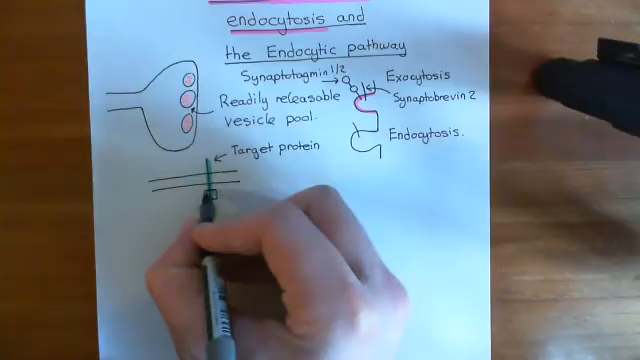 endocytosis and
the Endocytic pathway
Synaptotagmin 1/2
Exocytosis
Synaptobrevin 2
Readily releasable
vesicle pool.
Endocytosis.
Target protein